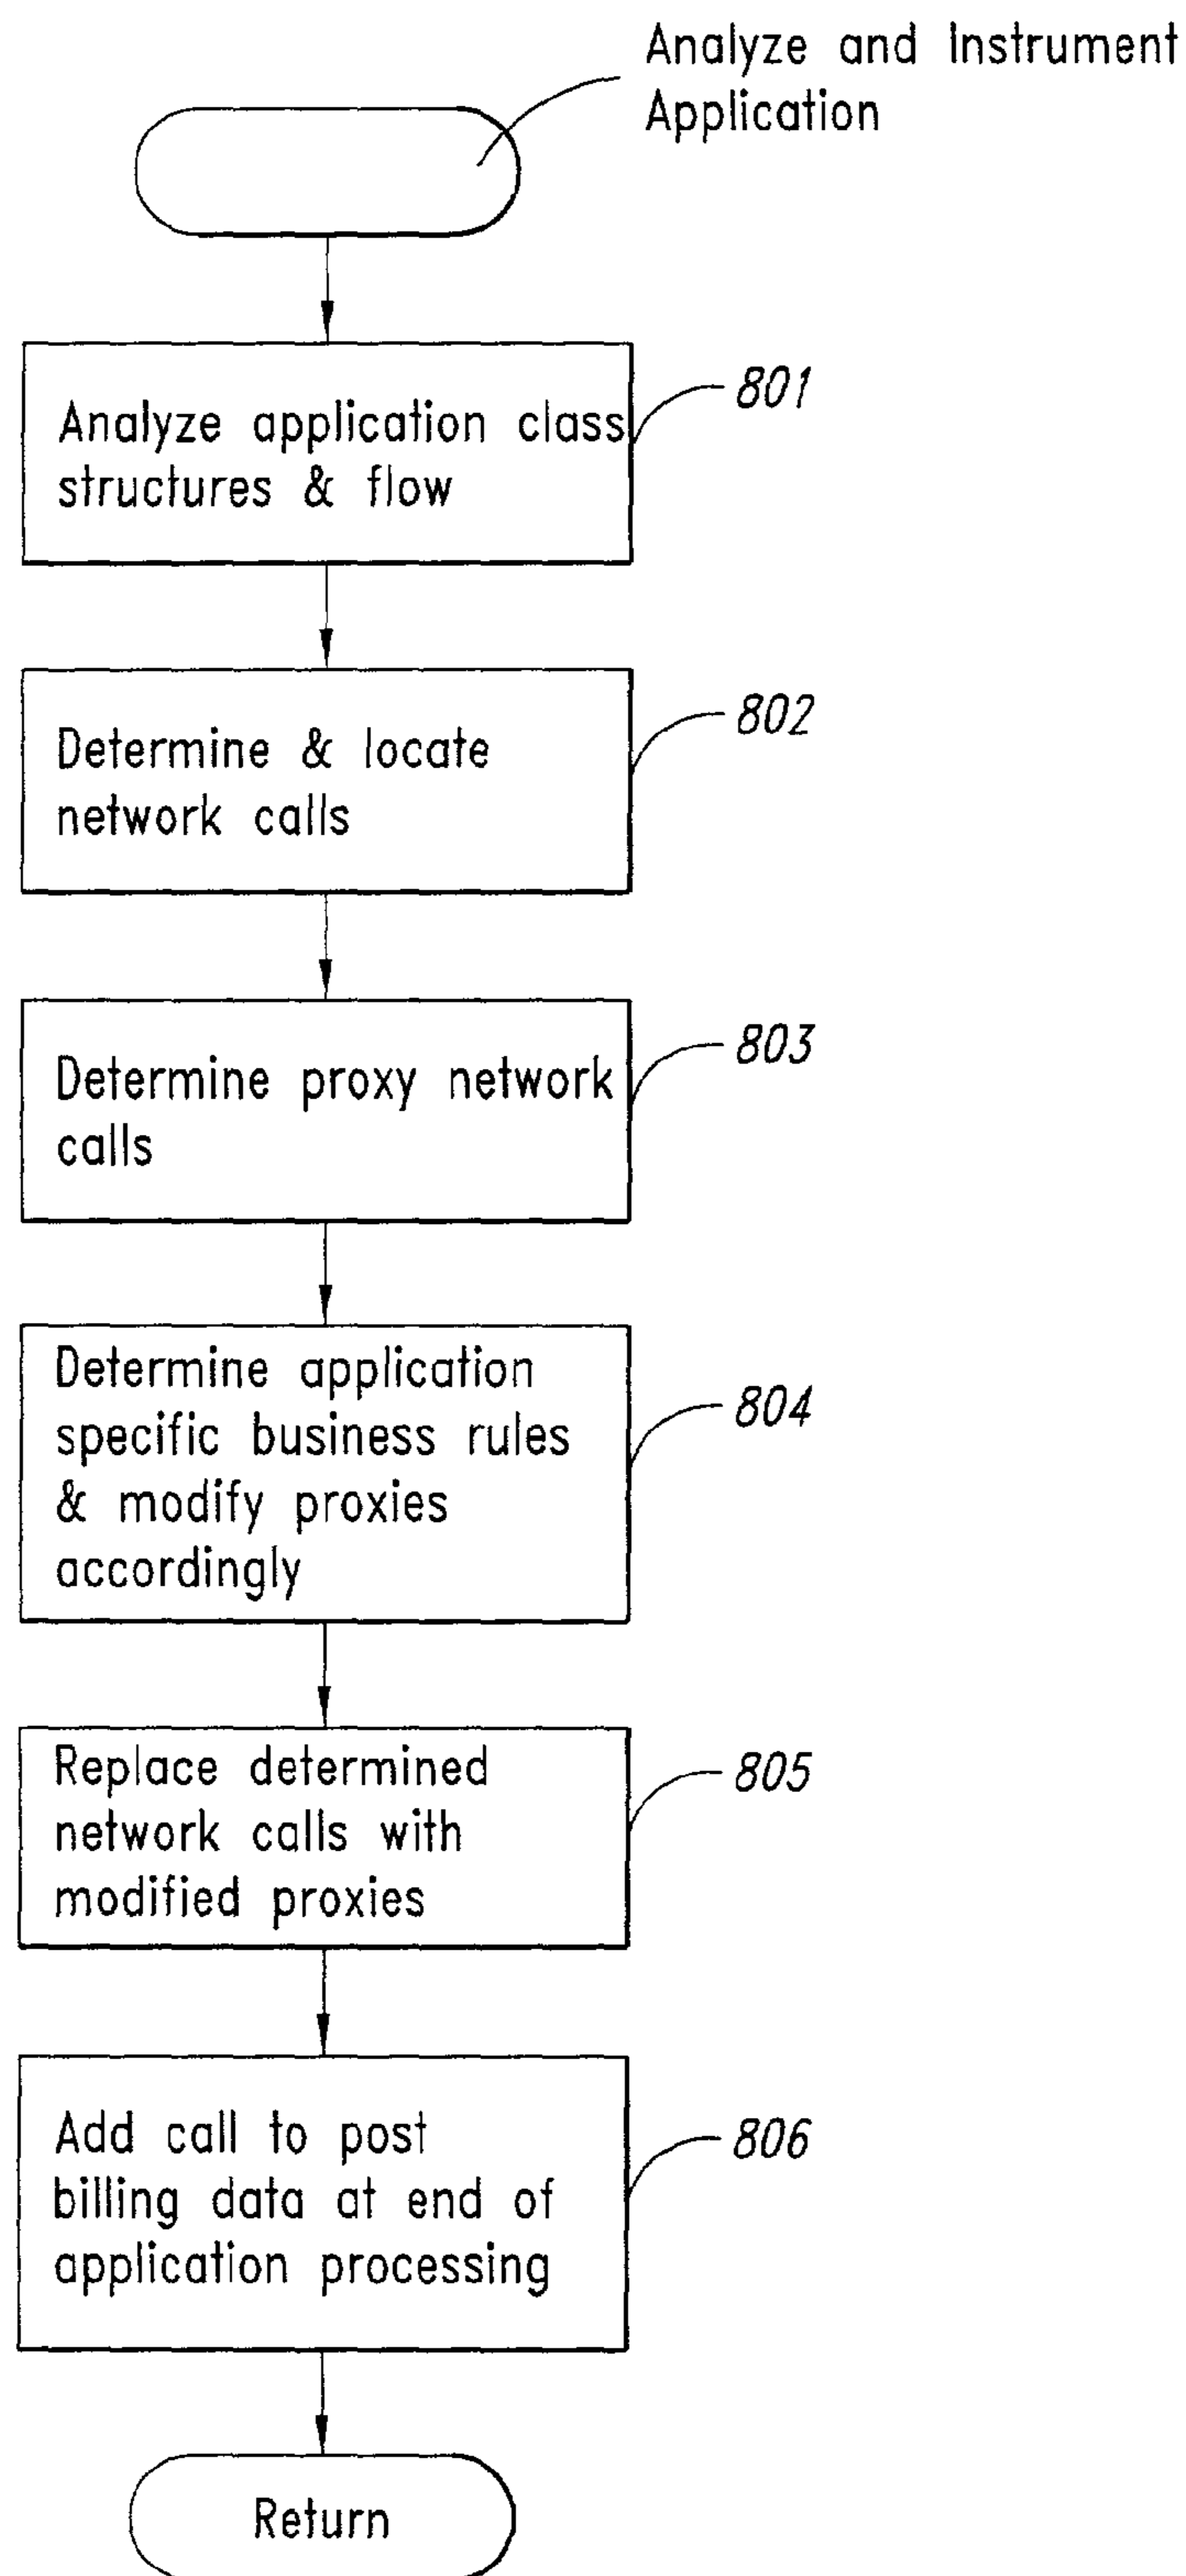 Analyze and Instrument
Application
801
Analyze application class
structures & flow
802
Determine & locate
network calls
803
Determine proxy network
calls
804
Determine application
specific business rules
& modify proxies
accordingly
805
Replace determined
network calls with
modified proxies
806
Add call to post
billing data at end of
application processing
Return